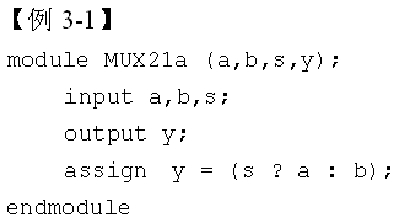 【例 3-1】
module MUX21a (a,b,s,y);
    input a,b,s;
    output y;
    assign  y = (s ? a : b);
endmodule